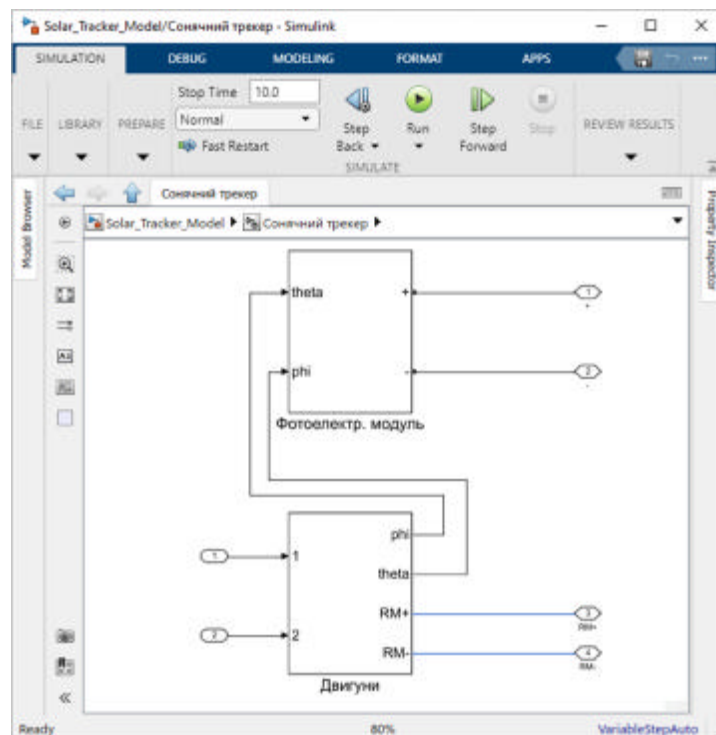 Solar_Tracker_Model/Сонячний трекер - Simulink
SIMULATION DEBUG MODELING FORMAT APPS
Stop Time 10.0
Normal
Fast Restart
FILE LIBRARY PREPARE
Step Back
Run
Step Forward
Stop
SIMULATE
REVIEW RESULTS
Model Browser
Сонячний трекер
Property Inspector
Solar_Tracker_Model Сонячний трекер
theta + 1
+
phi - 2
-
Фотоелектр. модуль
phi
1 1
theta
RM+ 3
RM+
2 2
RM- 4
RM-
Двигуни
Ready 80% VariableStepAuto